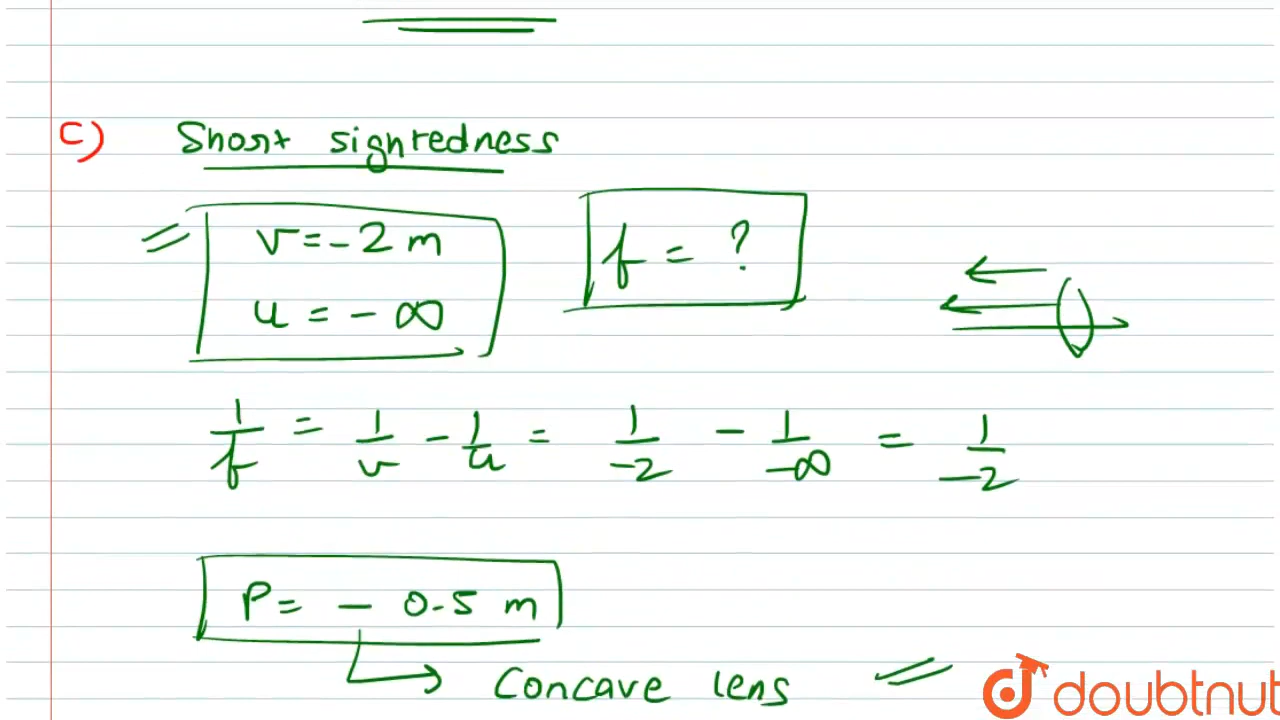 C) Short sightedness
v = - 2 m
u = - ∞
f = ?
1/f = 1/v - 1/u = 1/-2 - 1/-∞ = 1/-2
P = - 0.5 m
Concave lens
doubtnut